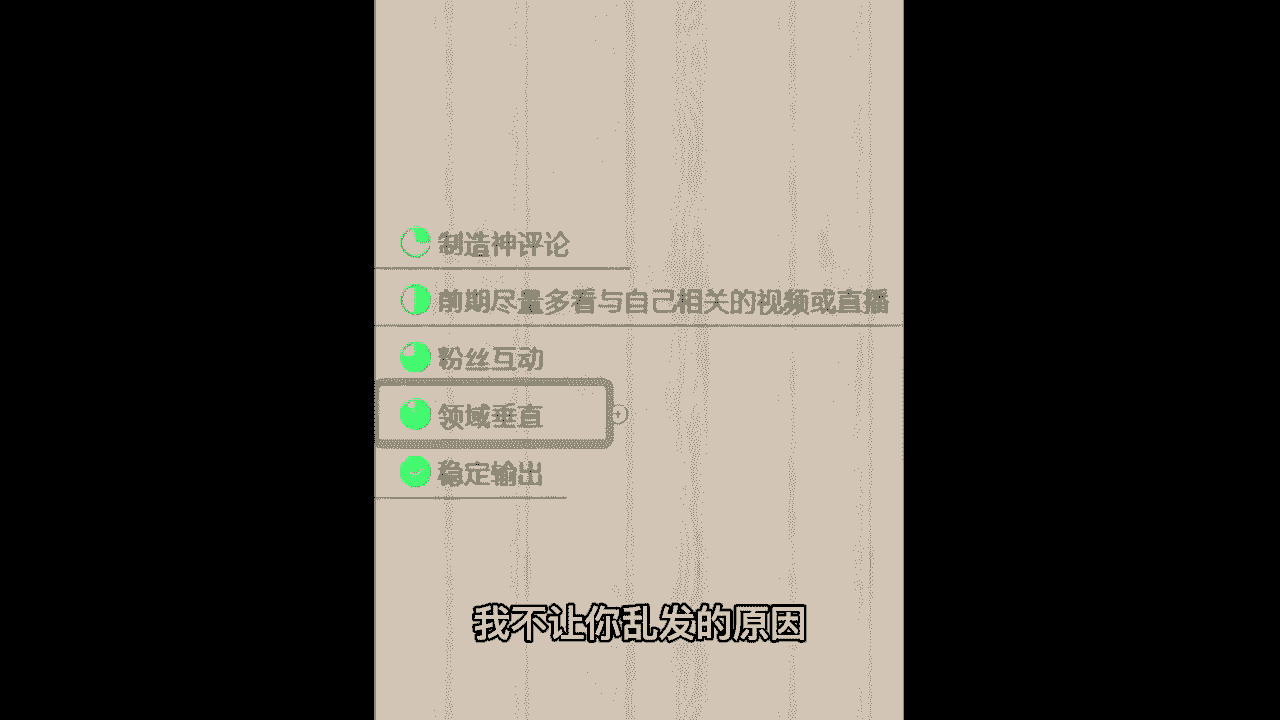 制造神评论
前期尽量多看与自己相关的视频或直播
粉丝互动
领域垂直
稳定输出
我不让你乱发的原因